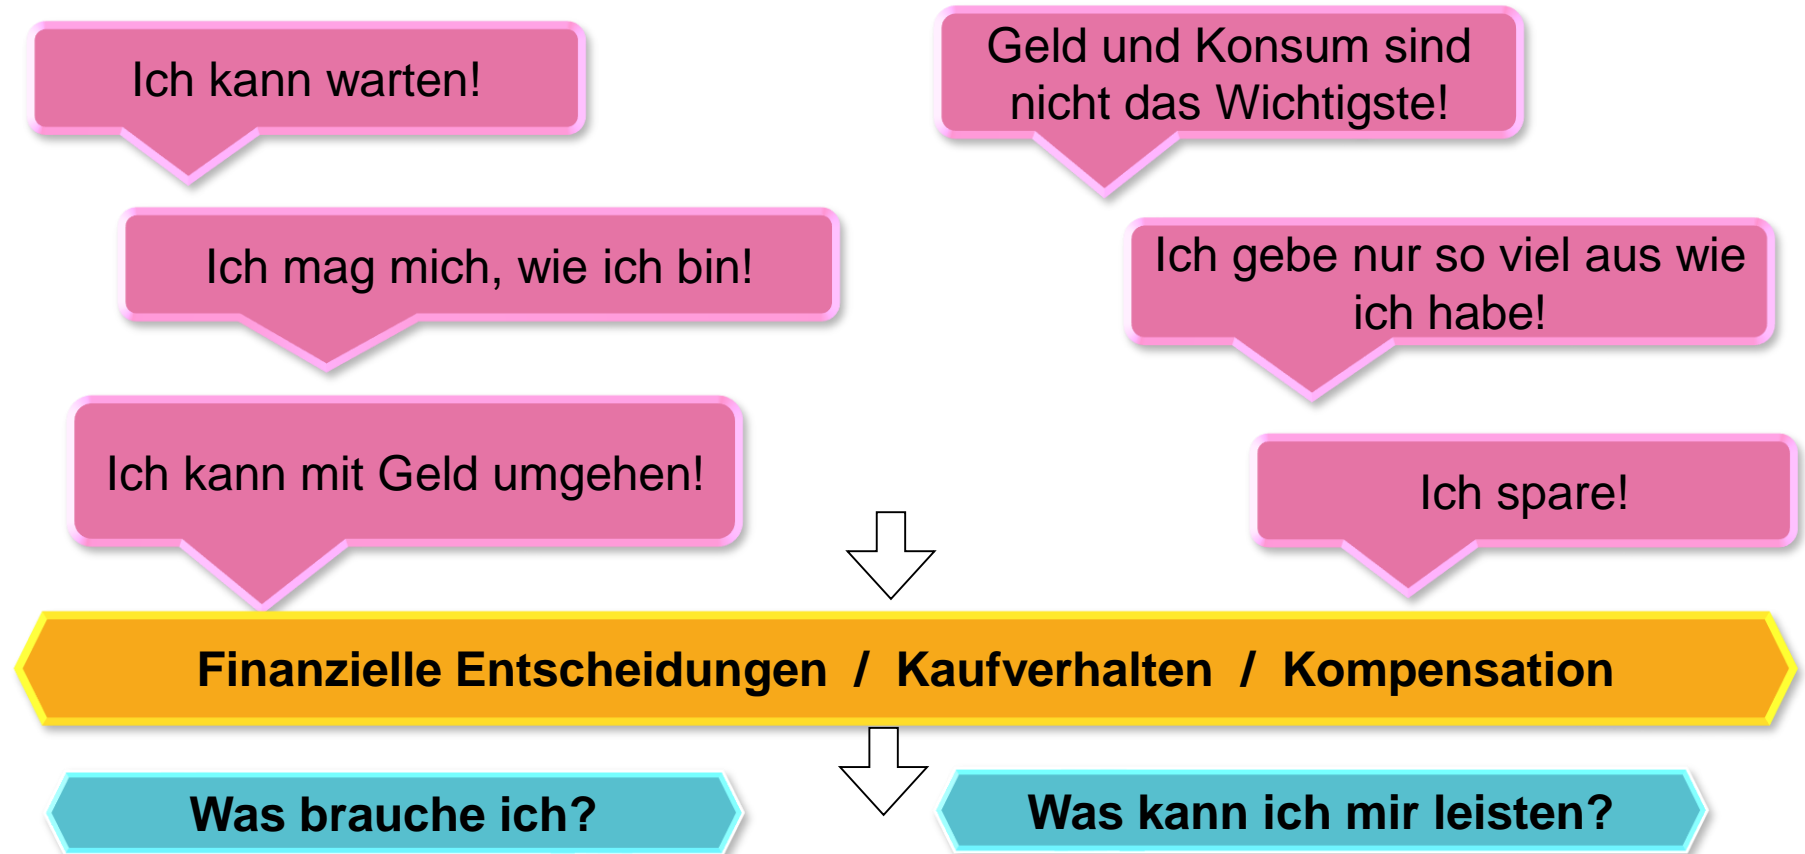 Ich kann warten!
Geld und Konsum sind
nicht das Wichtigste!
Ich mag mich, wie ich bin!
Ich gebe nur so viel aus wie
ich habe!
Ich kann mit Geld umgehen!
Ich spare!
Finanzielle Entscheidungen / Kaufverhalten / Kompensation
Was brauche ich?
Was kann ich mir leisten?